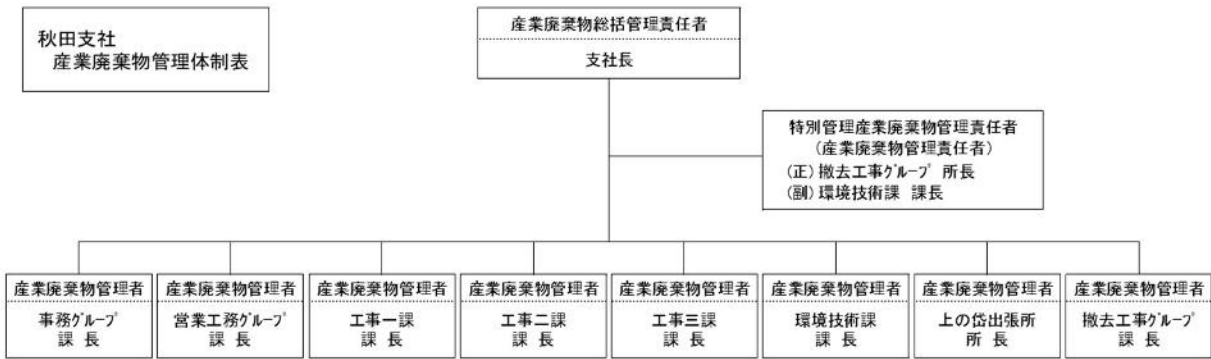 秋田支社
産業廃棄物管理体制表
産業廃棄物総括管理責任者
支社長
特別管理産業廃棄物管理責任者
(産業廃棄物管理責任者)
(正)撤去工事グループ 所長
(副)環境技術課 課長
産業廃棄物管理者
事務グループ
課 長
産業廃棄物管理者
営業工務グループ
課 長
産業廃棄物管理者
工事一課
課 長
産業廃棄物管理者
工事二課
課 長
産業廃棄物管理者
工事三課
課 長
産業廃棄物管理者
環境技術課
課 長
産業廃棄物管理者
上の岱出張所
所 長
産業廃棄物管理者
撤去工事グループ
課 長